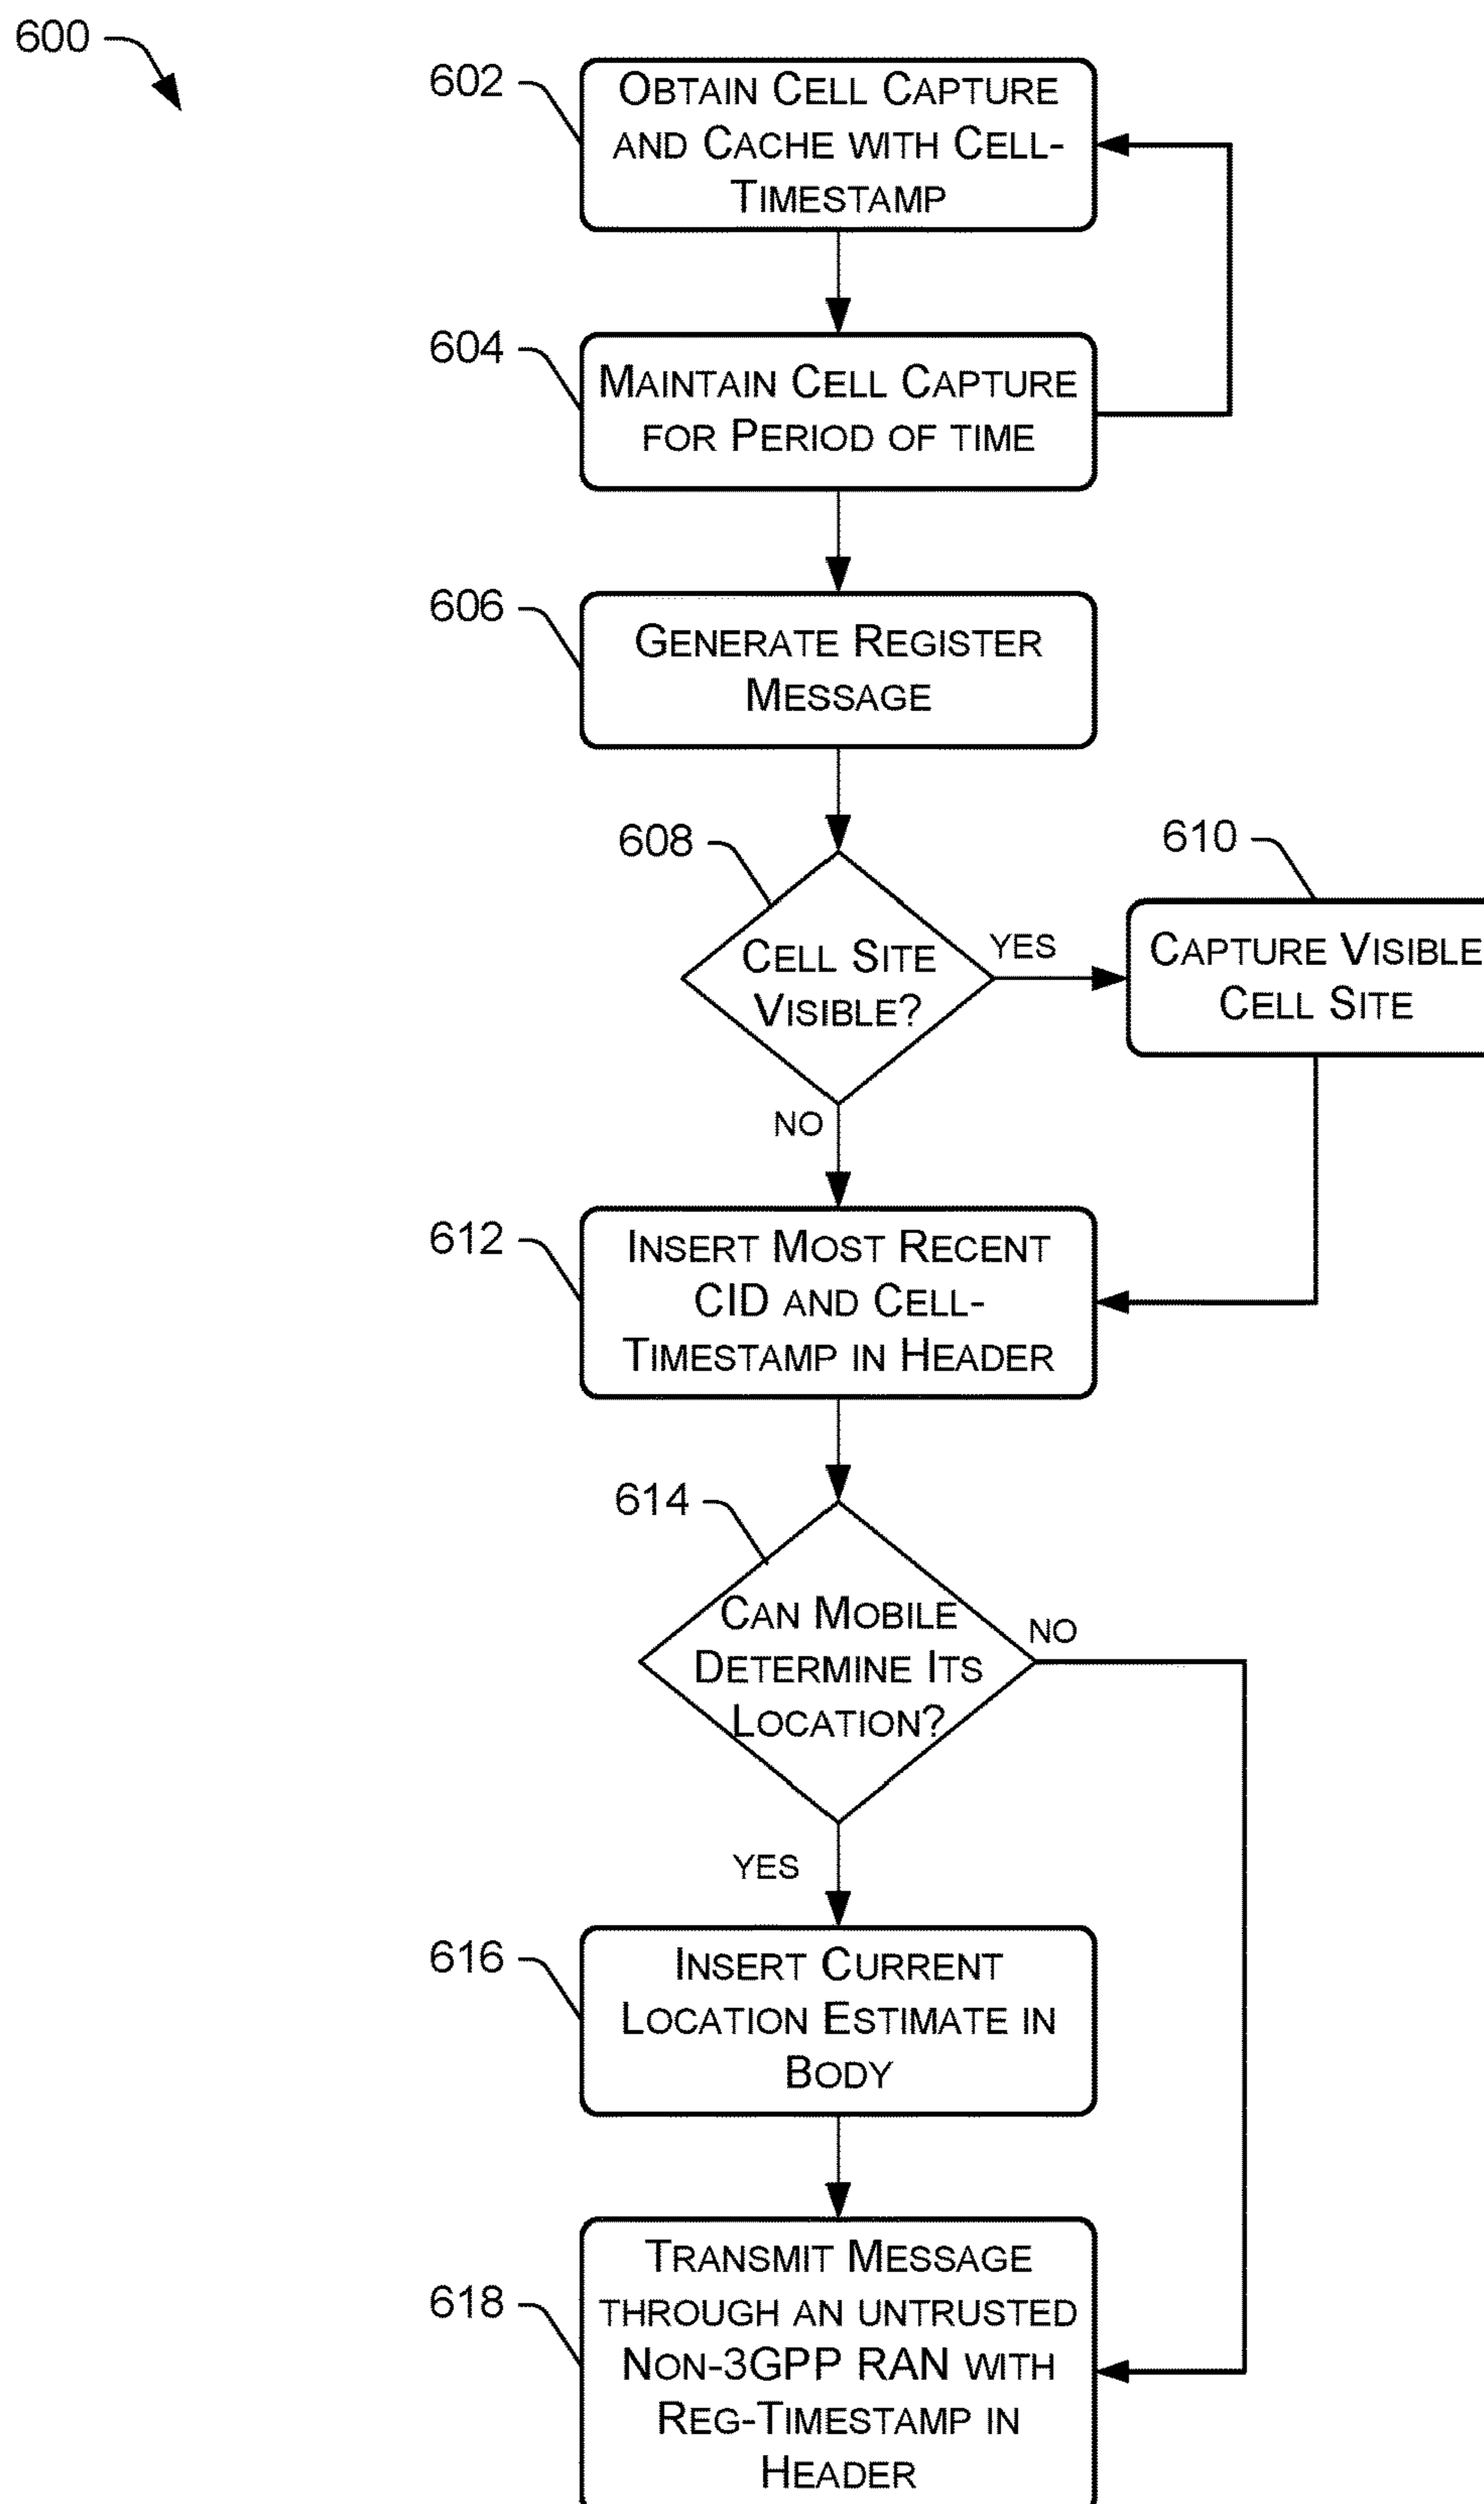 600
602
OBTAIN CELL CAPTURE
AND CACHE WITH CELL-
TIMESTAMP
604
MAINTAIN CELL CAPTURE
FOR PERIOD OF TIME
606
GENERATE REGISTER
MESSAGE
608
CELL SITE
VISIBLE?
YES
610
CAPTURE VISIBLE
CELL SITE
NO
612
INSERT MOST RECENT
CID AND CELL-
TIMESTAMP IN HEADER
614
CAN MOBILE
DETERMINE ITS
LOCATION?
NO
YES
616
INSERT CURRENT
LOCATION ESTIMATE IN
BODY
618
TRANSMIT MESSAGE
THROUGH AN UNTRUSTED
NON-3GPP RAN WITH
REG-TIMESTAMP IN
HEADER